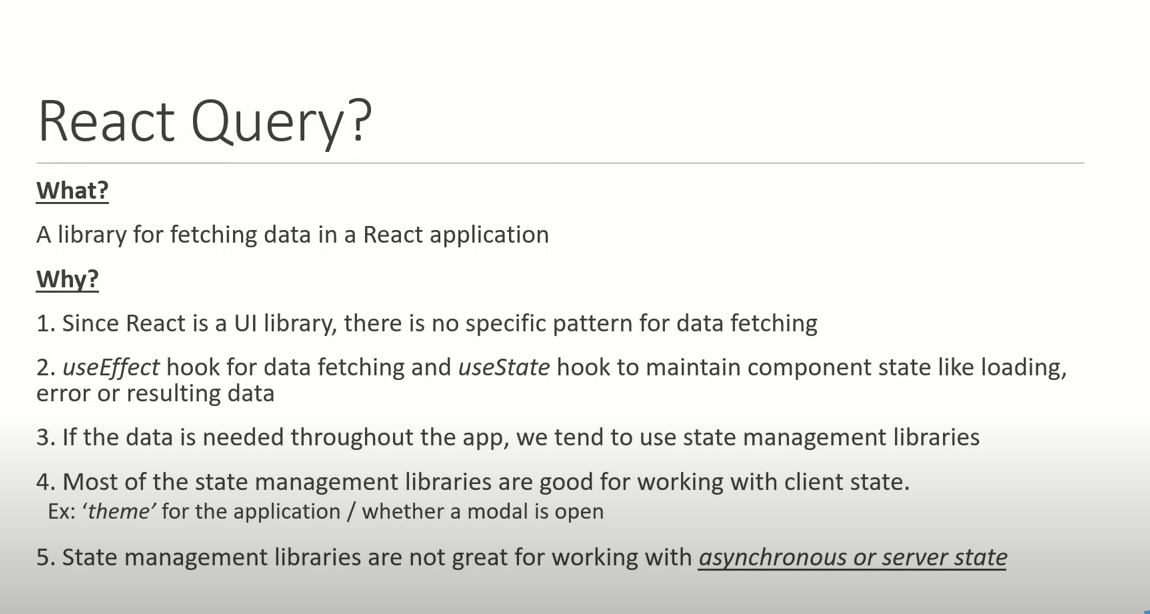 React Query?
What?
A library for fetching data in a React application
Why?
1. Since React is a UI library, there is no specific pattern for data fetching
2. useEffect hook for data fetching and useState hook to maintain component state like loading,
error or resulting data
3. If the data is needed throughout the app, we tend to use state management libraries
4. Most of the state management libraries are good for working with client state.
Ex: ‘theme’ for the application / whether a modal is open
5. State management libraries are not great for working with asynchronous or server state